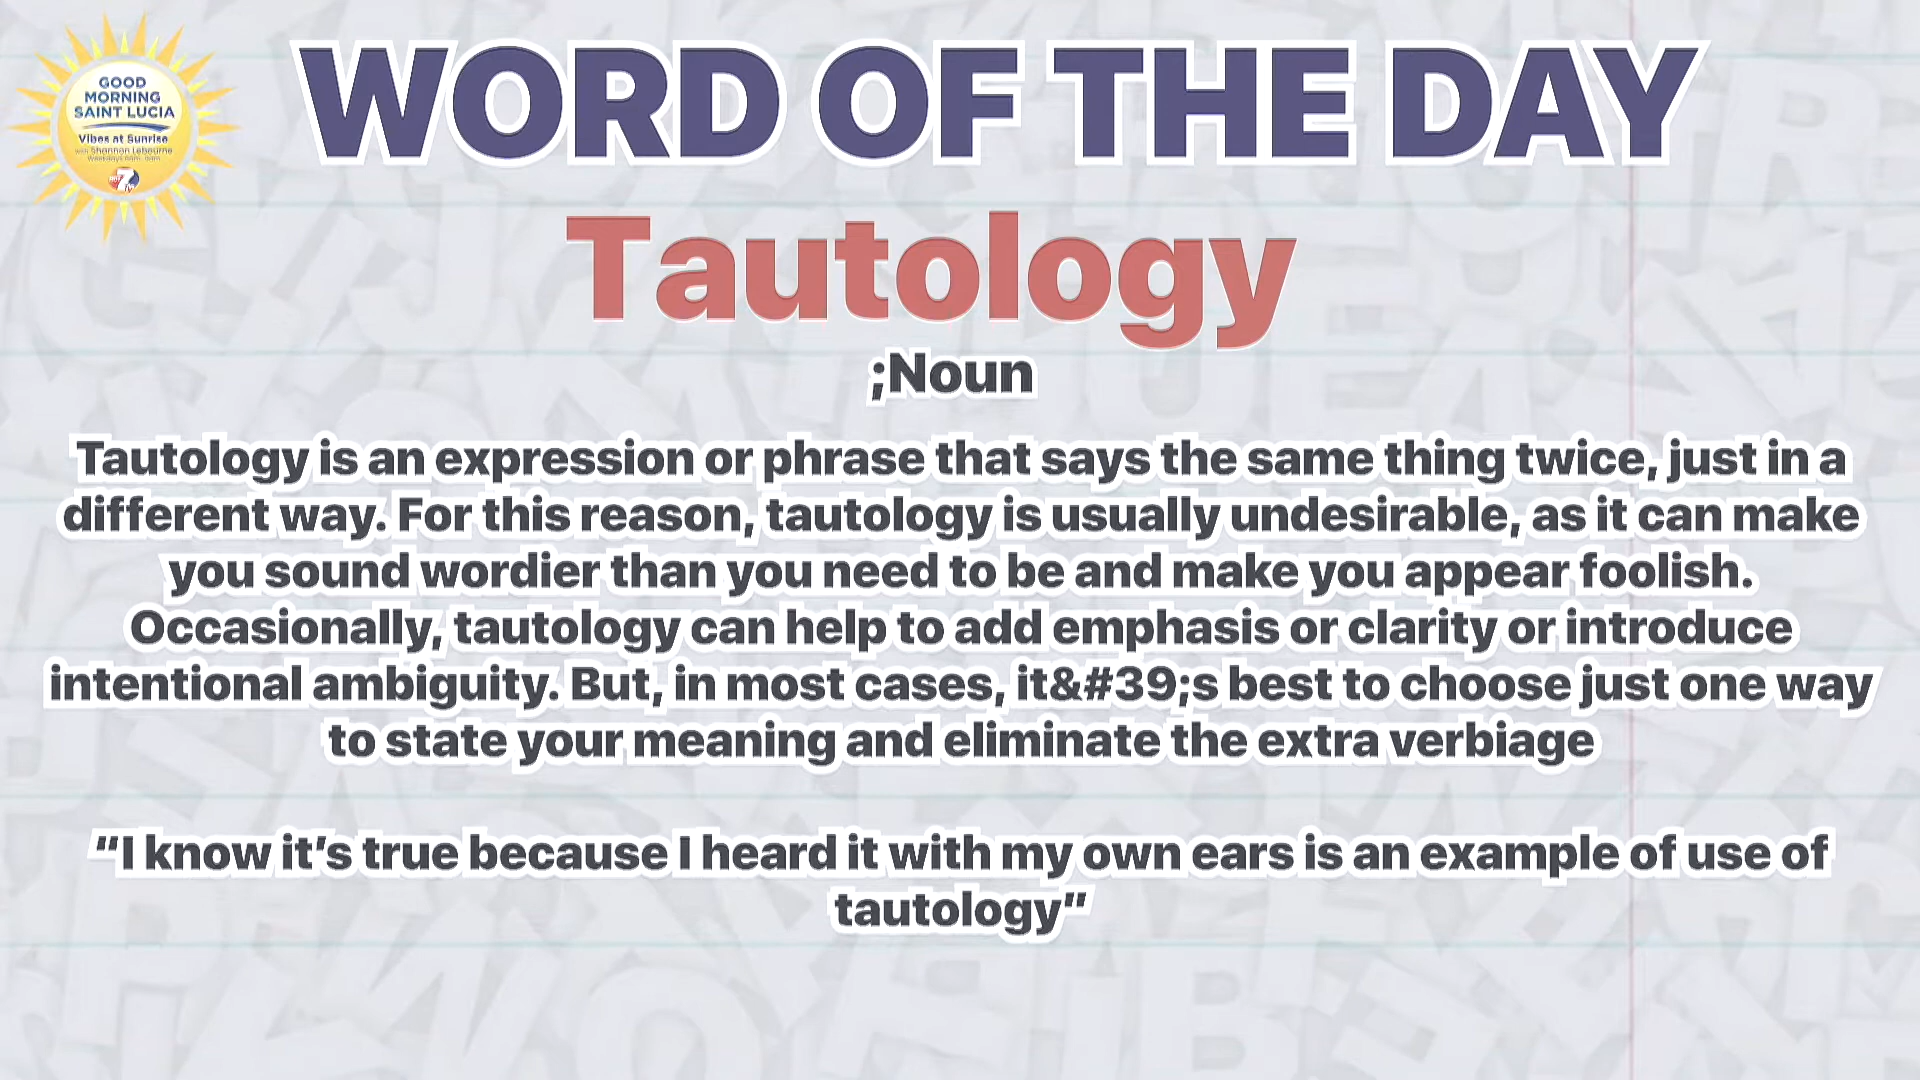 GOOD
MORNING
SAINT LUCIA
Vibes at Sunrise
with Shannon Lebourne
7
WORD OF THE DAY
Tautology
;Noun
Tautology is an expression or phrase that says the same thing twice, just in a
different way. For this reason, tautology is usually undesirable, as it can make
you sound wordier than you need to be and make you appear foolish.
Occasionally, tautology can help to add emphasis or clarity or introduce
intentional ambiguity. But, in most cases, it&#39;s best to choose just one way
to state your meaning and eliminate the extra verbiage
“I know it’s true because I heard it with my own ears is an example of use of
tautology”